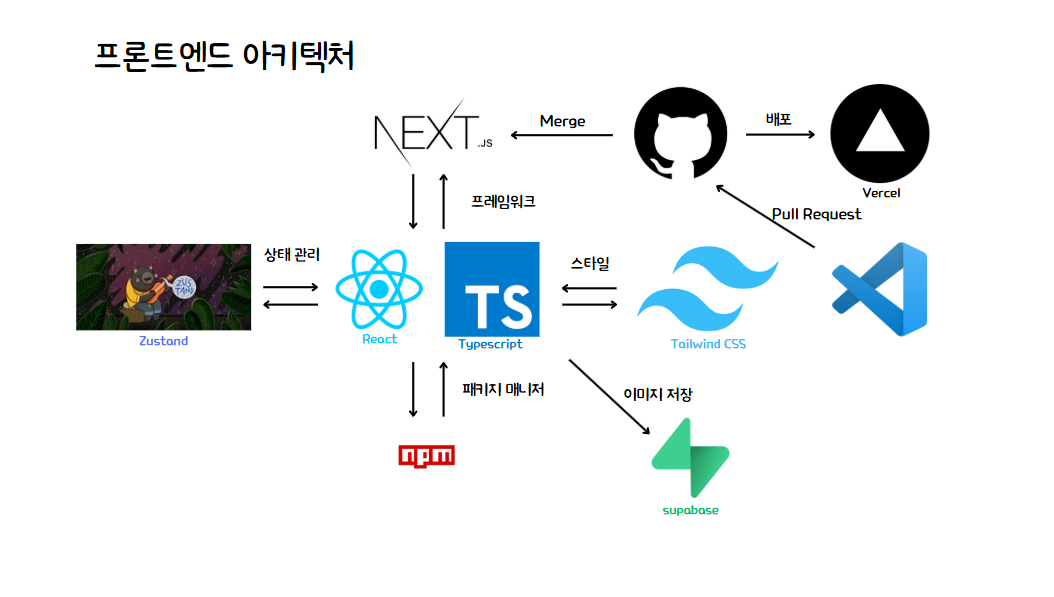 프론트엔드 아키텍처
NEXT.JS
Merge
배포
Vercel
프레임워크
Pull Request
상태 관리
스타일
ZUSTAND
TS
Zustand
React
Typescript
Tailwind CSS
패키지 매니저
이미지 저장
npm
supabase